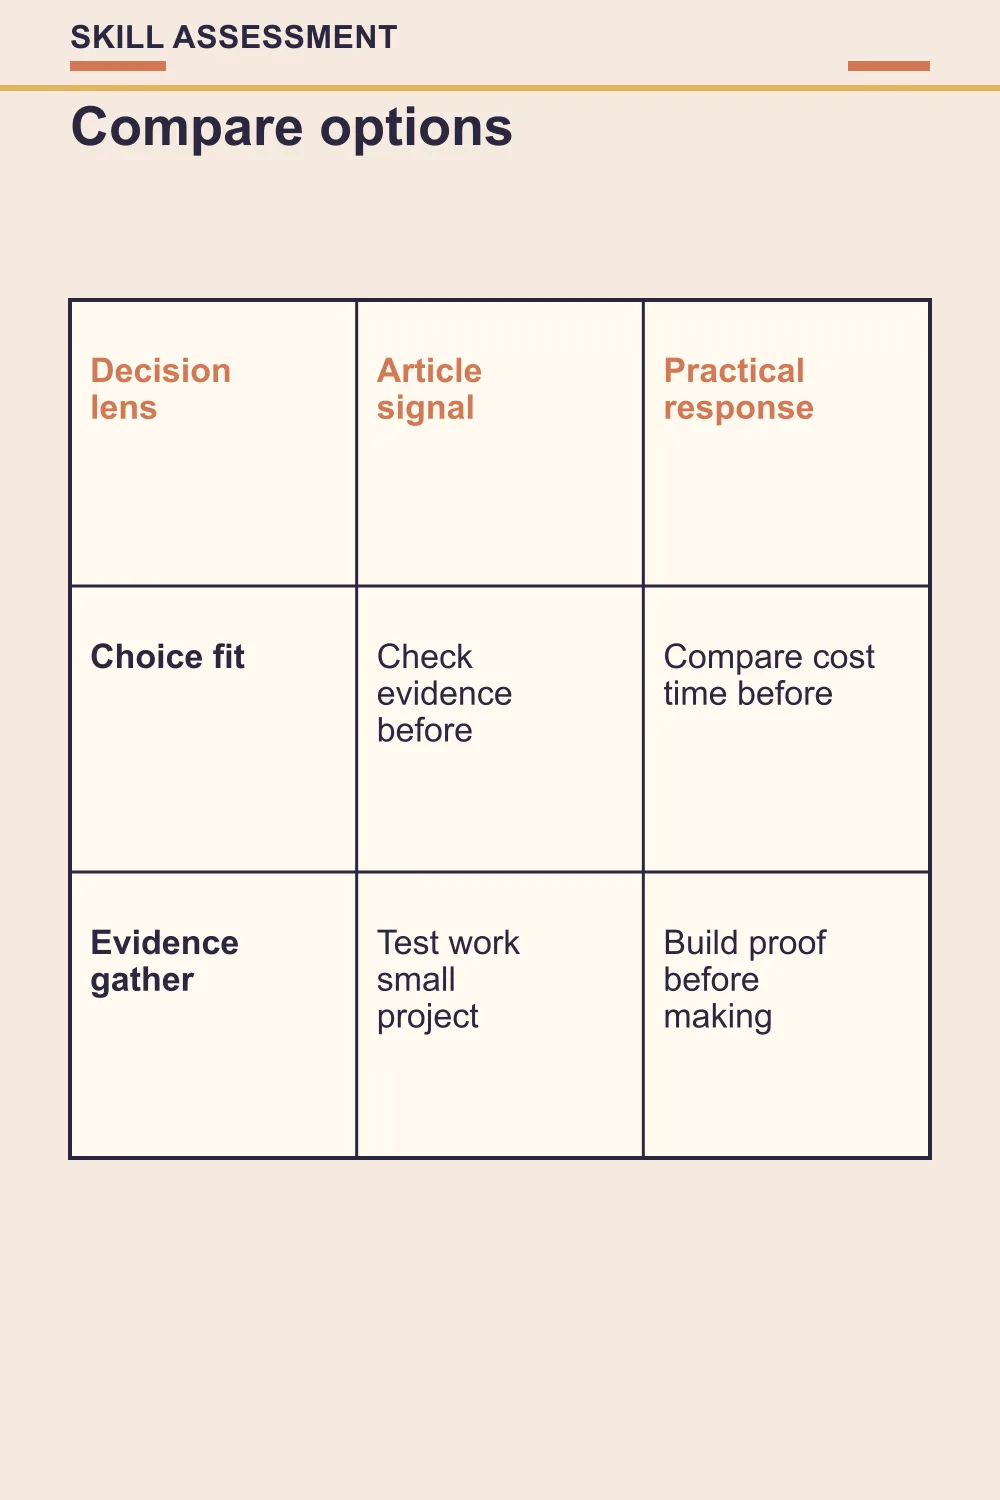 SKILL ASSESSMENT
Compare options
Decision
lens
Article
signal
Practical
response
Choice fit
Check
evidence
before
Compare cost
time before
Evidence
gather
Test work
small
project
Build proof
before
making